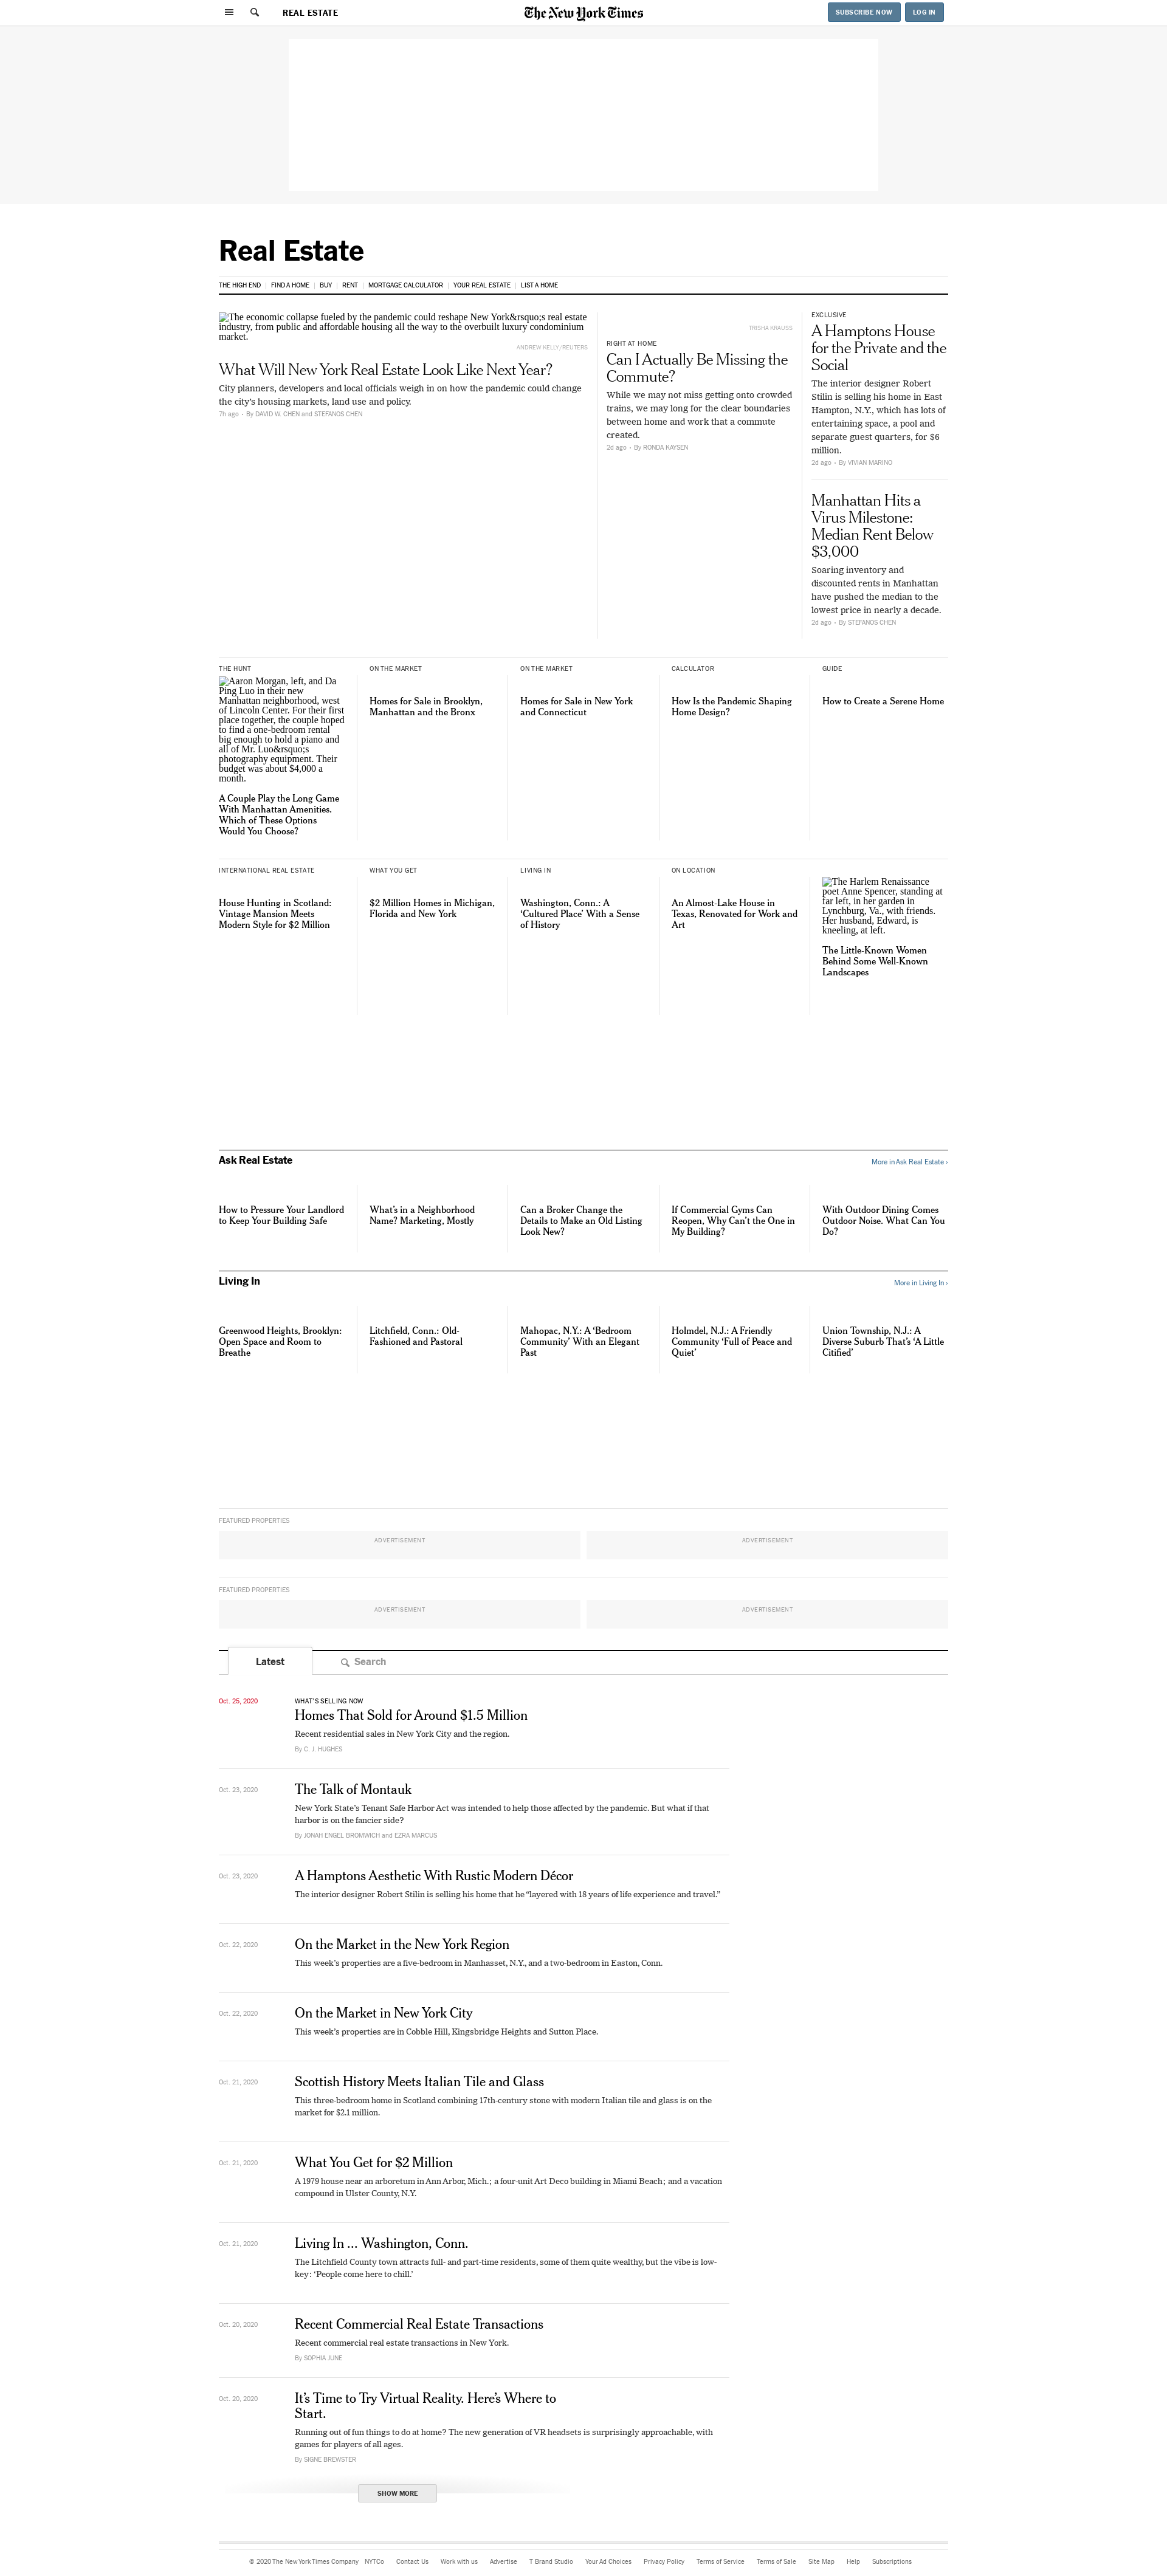 REAL ESTATE
The New York Times
SUBSCRIBE NOW
LOG IN
Real Estate
THE HIGH END
FIND A HOME
BUY
RENT
MORTGAGE CALCULATOR
YOUR REAL ESTATE
LIST A HOME
The economic collapse fueled by the pandemic could reshape New York&rsquo;s real estate
industry, from public and affordable housing all the way to the overbuilt luxury condominium
market.
ANDREW KELLY/REUTERS
What Will New York Real Estate Look Like Next Year?
City planners, developers and local officials weigh in on how the pandemic could change
the city's housing markets, land use and policy.
7h ago • By DAVID W. CHEN and STEFANOS CHEN
TRISHA KRAUSS
RIGHT AT HOME
Can I Actually Be Missing the
Commute?
While we may not miss getting onto crowded
trains, we may long for the clear boundaries
between home and work that a commute
created.
2d ago • By RONDA KAYSEN
EXCLUSIVE
A Hamptons House
for the Private and the
Social
The interior designer Robert
Stilin is selling his home in East
Hampton, N.Y., which has lots of
entertaining space, a pool and
separate guest quarters, for $6
million.
2d ago • By VIVIAN MARINO
Manhattan Hits a
Virus Milestone:
Median Rent Below
$3,000
Soaring inventory and
discounted rents in Manhattan
have pushed the median to the
lowest price in nearly a decade.
2d ago • By STEFANOS CHEN
THE HUNT
Aaron Morgan, left, and Da
Ping Luo in their new
Manhattan neighborhood, west
of Lincoln Center. For their first
place together, the couple hoped
to find a one-bedroom rental
big enough to hold a piano and
all of Mr. Luo&rsquo;s
photography equipment. Their
budget was about $4,000 a
month.
A Couple Play the Long Game
With Manhattan Amenities.
Which of These Options
Would You Choose?
ON THE MARKET
Homes for Sale in Brooklyn,
Manhattan and the Bronx
ON THE MARKET
Homes for Sale in New York
and Connecticut
CALCULATOR
How Is the Pandemic Shaping
Home Design?
GUIDE
How to Create a Serene Home
INTERNATIONAL REAL ESTATE
House Hunting in Scotland:
Vintage Mansion Meets
Modern Style for $2 Million
WHAT YOU GET
$2 Million Homes in Michigan,
Florida and New York
LIVING IN
Washington, Conn.: A
‘Cultured Place’ With a Sense
of History
ON LOCATION
An Almost-Lake House in
Texas, Renovated for Work and
Art
The Harlem Renaissance
poet Anne Spencer, standing at
far left, in her garden in
Lynchburg, Va., with friends.
Her husband, Edward, is
kneeling, at left.
The Little-Known Women
Behind Some Well-Known
Landscapes
Ask Real Estate
More in Ask Real Estate ›
How to Pressure Your Landlord
to Keep Your Building Safe
What’s in a Neighborhood
Name? Marketing, Mostly
Can a Broker Change the
Details to Make an Old Listing
Look New?
If Commercial Gyms Can
Reopen, Why Can’t the One in
My Building?
With Outdoor Dining Comes
Outdoor Noise. What Can You
Do?
Living In
More in Living In ›
Greenwood Heights, Brooklyn:
Open Space and Room to
Breathe
Litchfield, Conn.: Old-
Fashioned and Pastoral
Mahopac, N.Y.: A ‘Bedroom
Community’ With an Elegant
Past
Holmdel, N.J.: A Friendly
Community ‘Full of Peace and
Quiet’
Union Township, N.J.: A
Diverse Suburb That’s ‘A Little
Citified’
FEATURED PROPERTIES
ADVERTISEMENT
ADVERTISEMENT
FEATURED PROPERTIES
ADVERTISEMENT
ADVERTISEMENT
Latest
Search
Oct. 25, 2020
WHAT'S SELLING NOW
Homes That Sold for Around $1.5 Million
Recent residential sales in New York City and the region.
By C. J. HUGHES
Oct. 23, 2020
The Talk of Montauk
New York State’s Tenant Safe Harbor Act was intended to help those affected by the pandemic. But what if that
harbor is on the fancier side?
By JONAH ENGEL BROMWICH and EZRA MARCUS
Oct. 23, 2020
A Hamptons Aesthetic With Rustic Modern Décor
The interior designer Robert Stilin is selling his home that he “layered with 18 years of life experience and travel.”
Oct. 22, 2020
On the Market in the New York Region
This week’s properties are a five-bedroom in Manhasset, N.Y., and a two-bedroom in Easton, Conn.
Oct. 22, 2020
On the Market in New York City
This week’s properties are in Cobble Hill, Kingsbridge Heights and Sutton Place.
Oct. 21, 2020
Scottish History Meets Italian Tile and Glass
This three-bedroom home in Scotland combining 17th-century stone with modern Italian tile and glass is on the
market for $2.1 million.
Oct. 21, 2020
What You Get for $2 Million
A 1979 house near an arboretum in Ann Arbor, Mich.; a four-unit Art Deco building in Miami Beach; and a vacation
compound in Ulster County, N.Y.
Oct. 21, 2020
Living In ... Washington, Conn.
The Litchfield County town attracts full- and part-time residents, some of them quite wealthy, but the vibe is low-
key: ‘People come here to chill.’
Oct. 20, 2020
Recent Commercial Real Estate Transactions
Recent commercial real estate transactions in New York.
By SOPHIA JUNE
Oct. 20, 2020
It’s Time to Try Virtual Reality. Here’s Where to
Start.
Running out of fun things to do at home? The new generation of VR headsets is surprisingly approachable, with
games for players of all ages.
By SIGNE BREWSTER
SHOW MORE
© 2020 The New York Times Company
NYTCo
Contact Us
Work with us
Advertise
T Brand Studio
Your Ad Choices
Privacy Policy
Terms of Service
Terms of Sale
Site Map
Help
Subscriptions